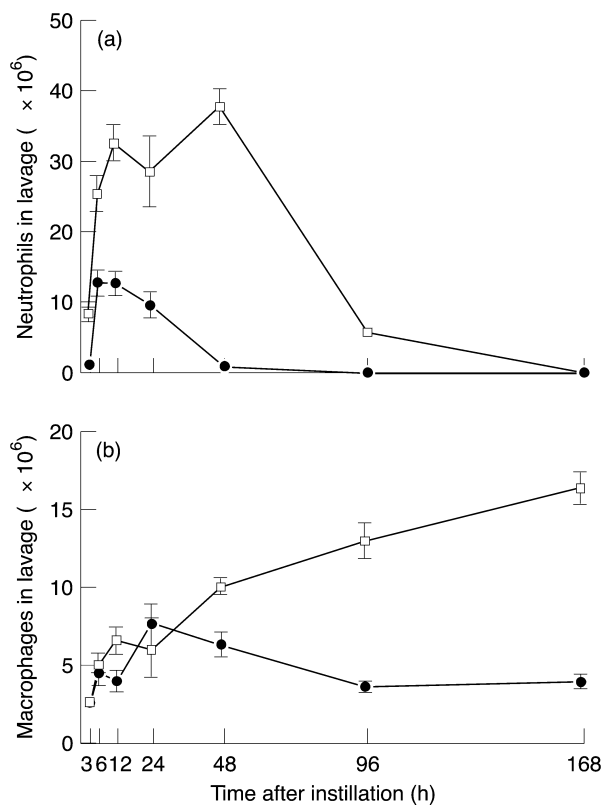 (a)
Neutrophils in lavage ( × 10⁶)
50
40
30
20
10
0
(b)
Macrophages in lavage ( × 10⁶)
20
15
10
5
0
3 6 12 24 48 96 168
Time after instillation (h)